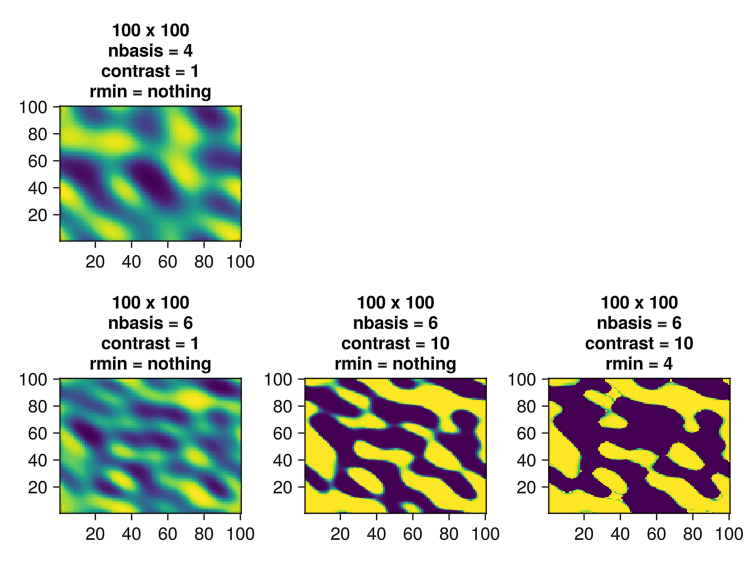 100 x 100
nbasis = 4
contrast = 1
rmin = nothing
100
80
60
40
20
20 40 60 80 100
100 x 100
nbasis = 6
contrast = 1
rmin = nothing
100
80
60
40
20
20 40 60 80 100
100 x 100
nbasis = 6
contrast = 10
rmin = nothing
100
80
60
40
20
20 40 60 80 100
100 x 100
nbasis = 6
contrast = 10
rmin = 4
100
80
60
40
20
20 40 60 80 100